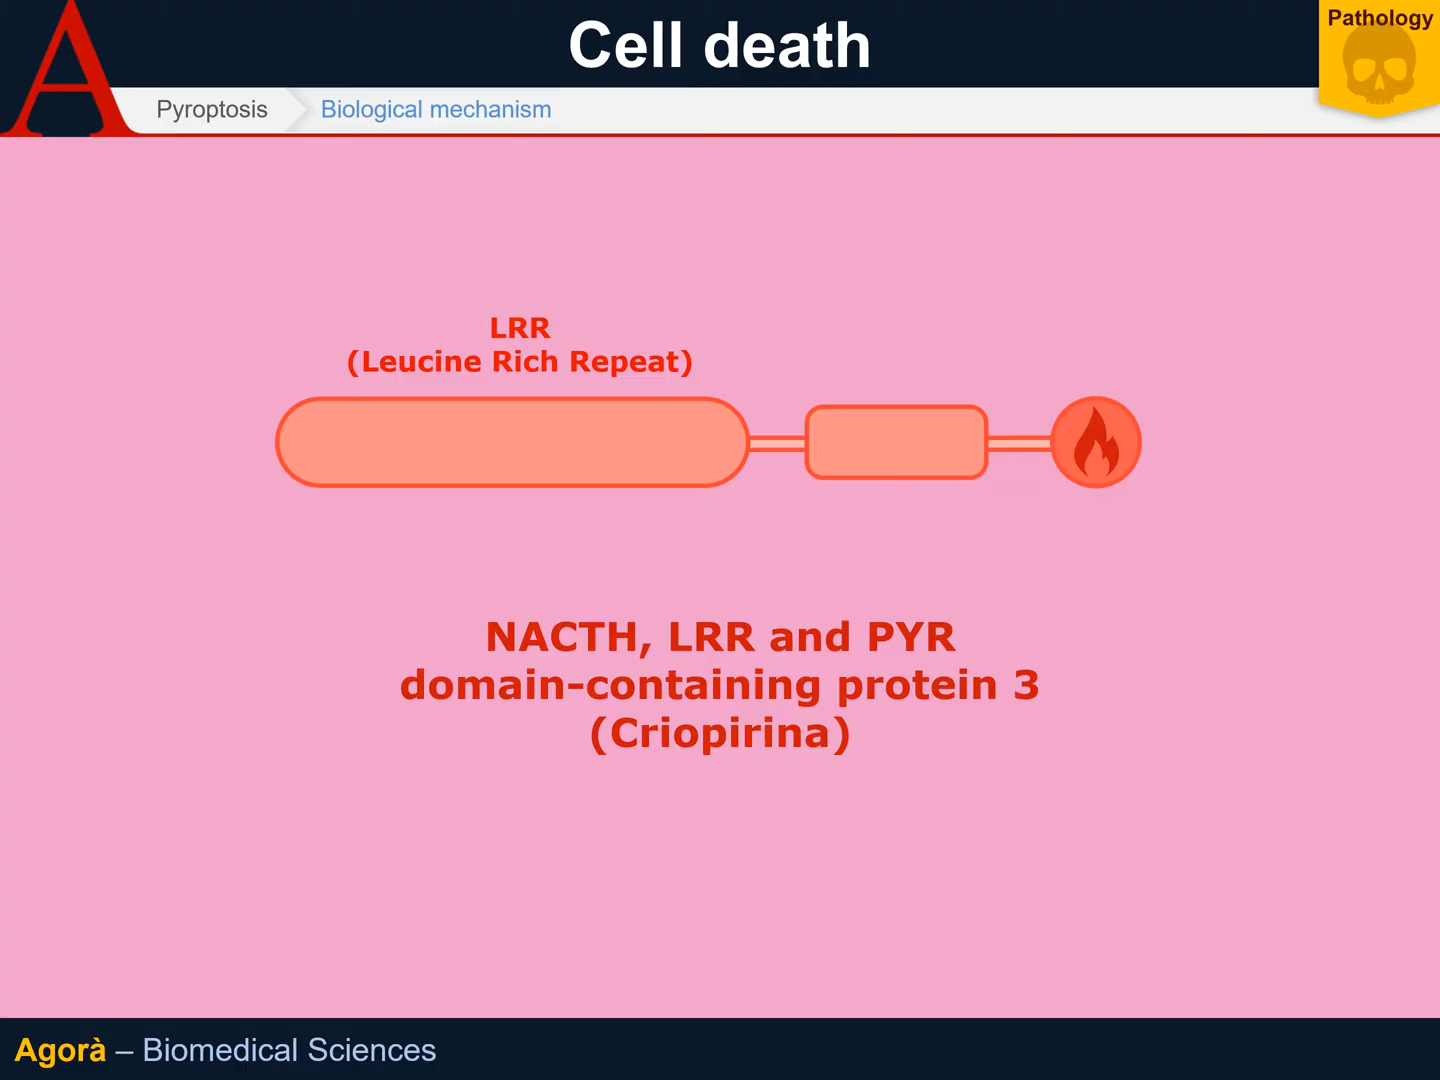 Cell death
Pathology
Pyroptosis
Biological mechanism
LRR
(Leucine Rich Repeat)
NACTH, LRR and PYR
domain-containing protein 3
(Criopirina)
Agorà – Biomedical Sciences